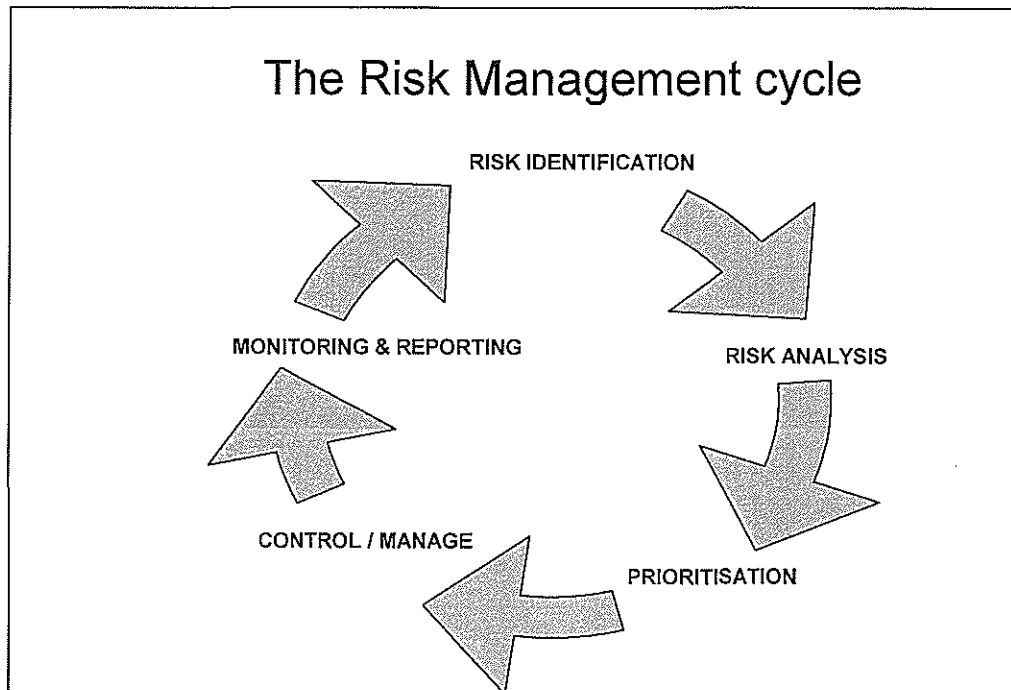 The Risk Management cycle
RISK IDENTIFICATION
RISK ANALYSIS
PRIORITISATION
CONTROL / MANAGE
MONITORING & REPORTING